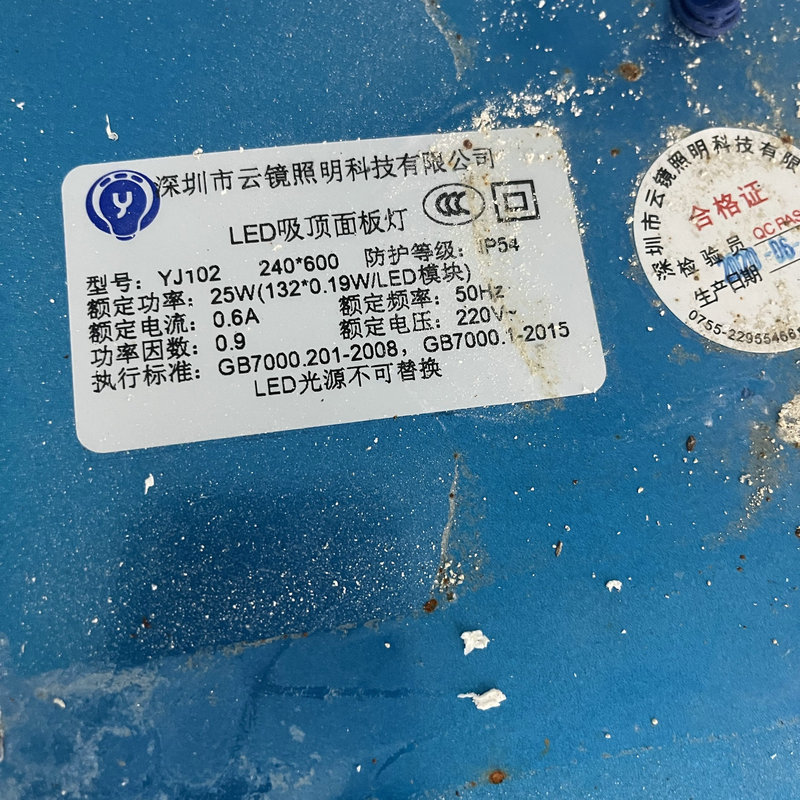 深圳市云镜照明科技有限公司
LED吸顶面板灯
型号：YJ102 240*600 防护等级：IP54
额定功率：25W(132*0.19W/LED模块)
额定电流：0.6A 额定频率：50Hz
功率因数：0.9 额定电压：220V~
执行标准：GB7000.201-2008，GB7000.1-2015
LED光源不可替换
深圳市云镜照明科技有限
合格证
检验员 QC PAS
生产日期 2020-06-
0755-2295546